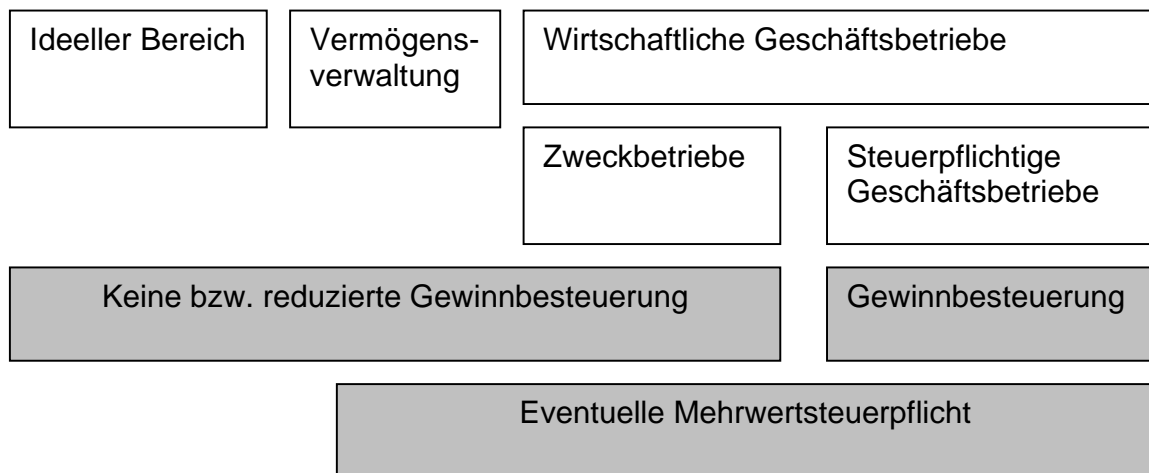 Ideeller Bereich
Vermögens-
verwaltung
Wirtschaftliche Geschäftsbetriebe
Zweckbetriebe
Steuerpflichtige
Geschäftsbetriebe
Keine bzw. reduzierte Gewinnbesteuerung
Gewinnbesteuerung
Eventuelle Mehrwertsteuerpflicht